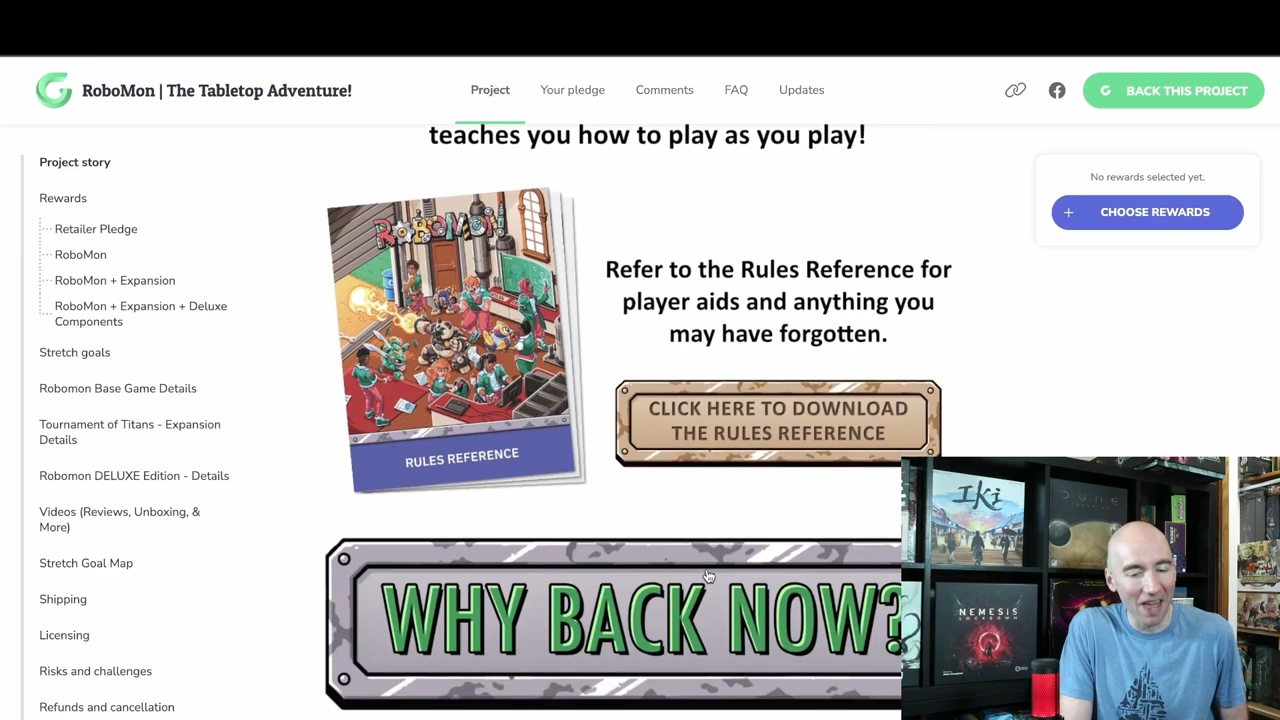 RoboMon | The Tabletop Adventure!
Project
Your pledge
Comments
FAQ
Updates
BACK THIS PROJECT
teaches you how to play as you play!
Project story
Rewards
Retailer Pledge
RoboMon
RoboMon + Expansion
RoboMon + Expansion + Deluxe
Components
Stretch goals
Robomon Base Game Details
Tournament of Titans - Expansion
Details
Robomon DELUXE Edition - Details
Videos (Reviews, Unboxing, &
More)
Stretch Goal Map
Shipping
Licensing
Risks and challenges
Refunds and cancellation
ROBOMON!
RULES REFERENCE
Refer to the Rules Reference for
player aids and anything you
may have forgotten.
CLICK HERE TO DOWNLOAD
THE RULES REFERENCE
WHY BACK NOW?
No rewards selected yet.
+ CHOOSE REWARDS
IKI
DUNE
NEMESIS
LOCKDOWN